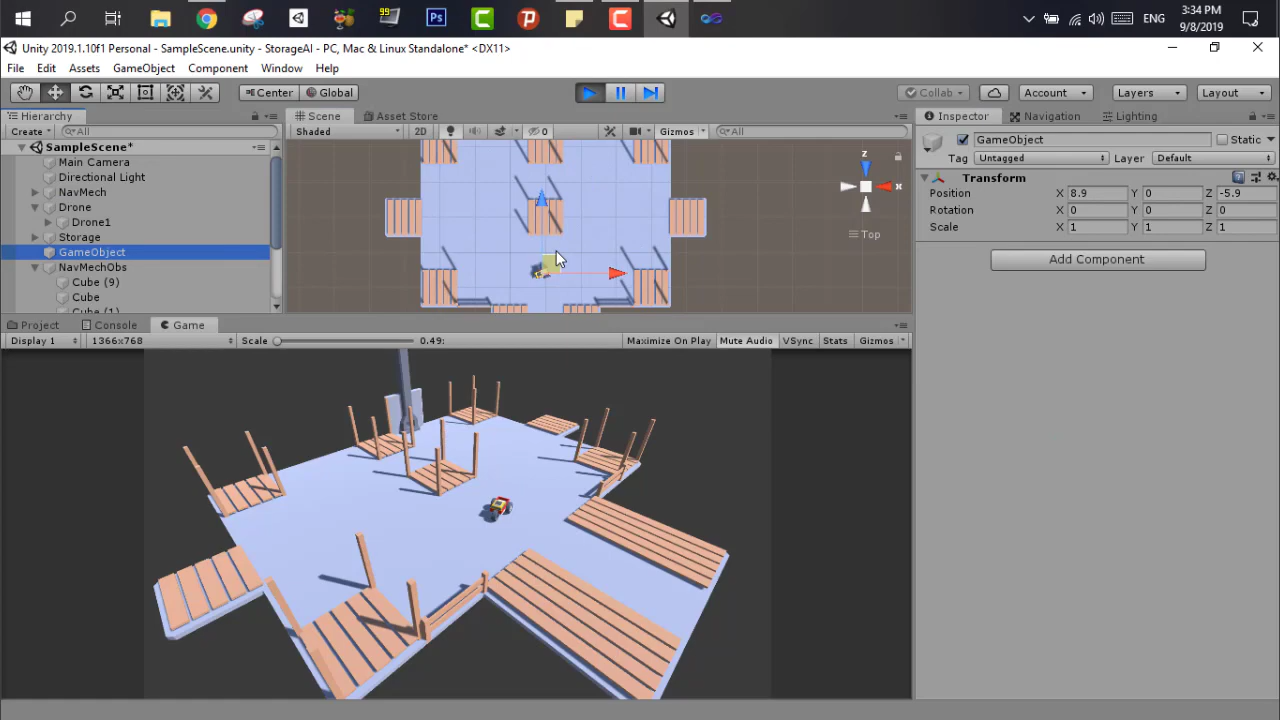 99
Ps
ENG
3:34 PM
9/8/2019
Unity 2019.1.10f1 Personal - SampleScene.unity - StorageAI - PC, Mac & Linux Standalone* <DX11>
File Edit Assets GameObject Component Window Help
Center Global Collab Account Layers Layout
Hierarchy
Create All
SampleScene*
Main Camera
Directional Light
NavMech
Drone
Drone1
Storage
GameObject
NavMechObs
Cube (9)
Cube
Cube (1)
Scene Asset Store
Shaded 2D 0 Gizmos All
z
x
Top
Project Console Game
Display 1 1366x768 Scale 0.49: Maximize On Play Mute Audio VSync Stats Gizmos
Inspector Navigation Lighting
GameObject Static
Tag Untagged Layer Default
Transform
Position X 8.9 Y 0 Z -5.9
Rotation X 0 Y 0 Z 0
Scale X 1 Y 1 Z 1
Add Component